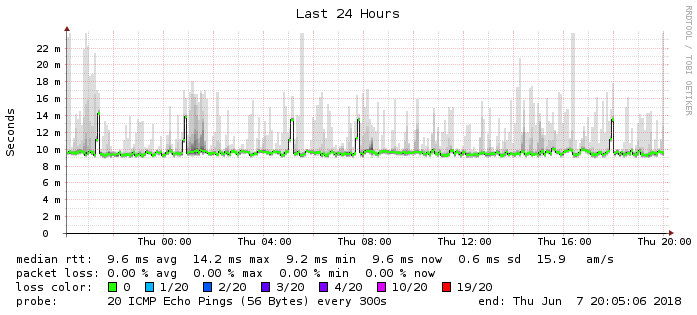 Last 24 Hours
RRDTOOL / TOBI OETIKER
Seconds
22 m
20 m
18 m
16 m
14 m
12 m
10 m
8 m
6 m
4 m
2 m
0
Thu 00:00 Thu 04:00 Thu 08:00 Thu 12:00 Thu 16:00 Thu 20:00
median rtt: 9.6 ms avg 14.2 ms max 9.2 ms min 9.6 ms now 0.6 ms sd 15.9 am/s
packet loss: 0.00 % avg 0.00 % max 0.00 % min 0.00 % now
loss color: 0 1/20 2/20 3/20 4/20 10/20 19/20
probe: 20 ICMP Echo Pings (56 Bytes) every 300s end: Thu Jun 7 20:05:06 2018